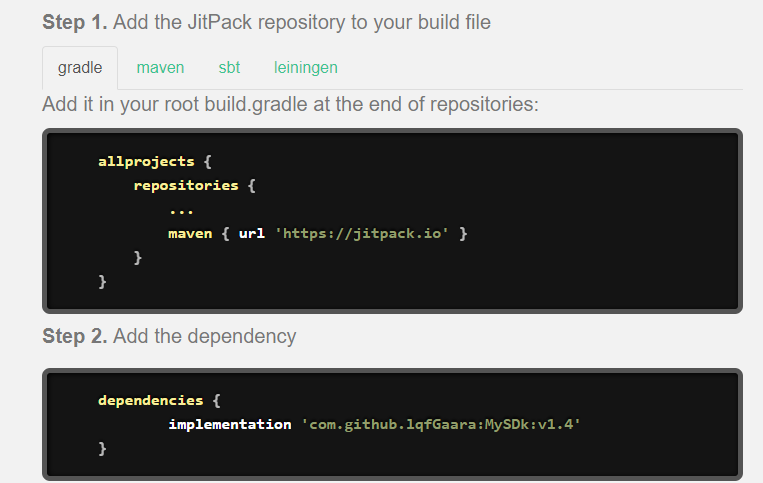 Step 1. Add the JitPack repository to your build file
gradle maven sbt leiningen
Add it in your root build.gradle at the end of repositories:
allprojects {
repositories {
...
maven { url 'https://jitpack.io' }
}
}
Step 2. Add the dependency
dependencies {
implementation 'com.github.lqfGaara:MySDk:v1.4'
}